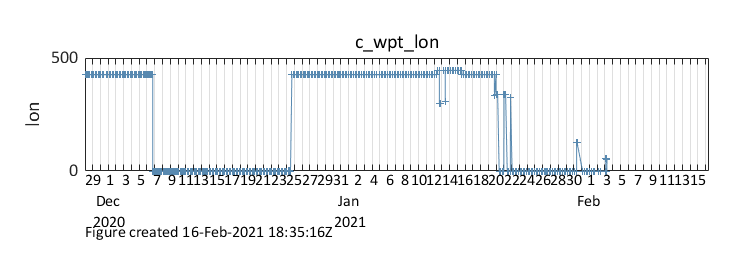 c_wpt_lon
500
lon
0
29 1 3 5 7 9 11 13 15 17 19 21 23 25 27 29 31 2 4 6 8 10 12 14 16 18 20 22 24 26 28 30 1 3 5 7 9 11 13 15
Dec Jan Feb
2020 2021
Figure created 16-Feb-2021 18:35:16Z